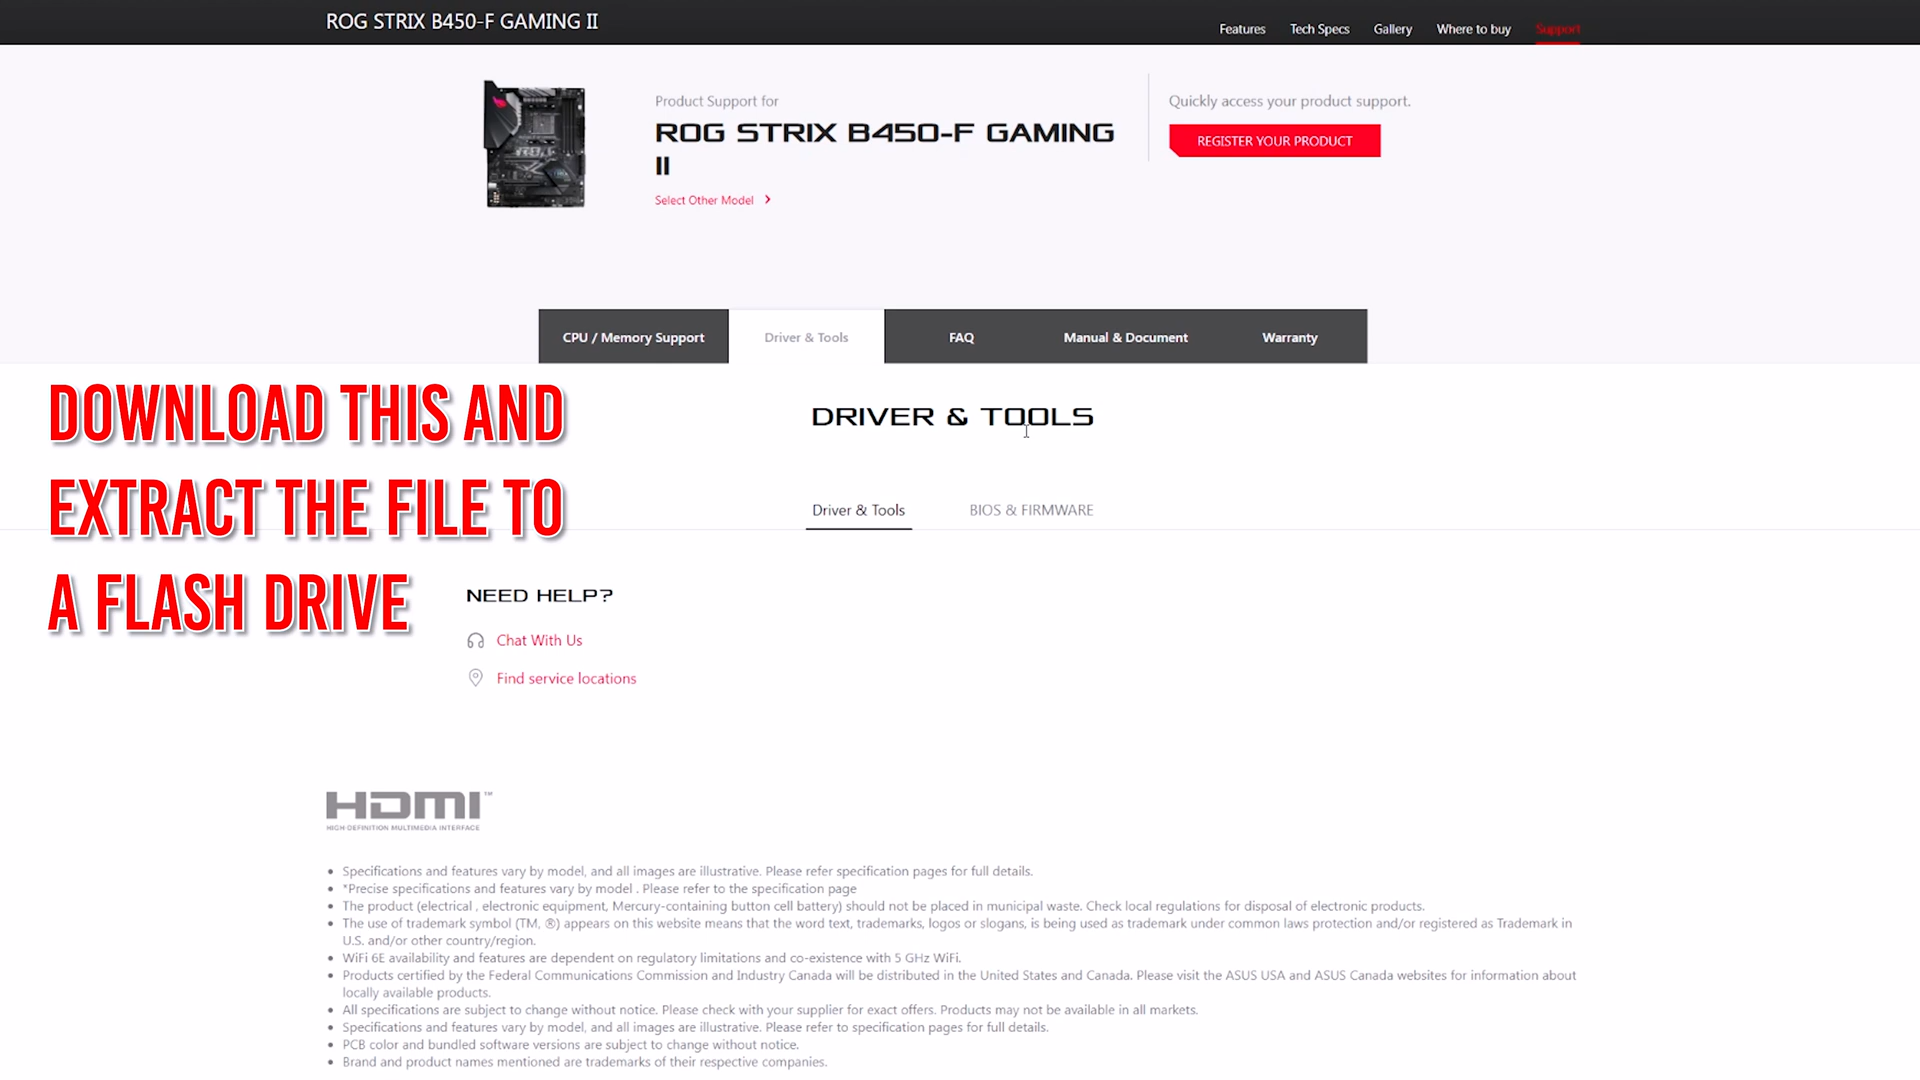 ROG STRIX B450-F GAMING II
Features
Tech Specs
Gallery
Where to buy
Support
Product Support for
ROG STRIX B450-F GAMING
II
Select Other Model
Quickly access your product support.
REGISTER YOUR PRODUCT
CPU / Memory Support
Driver & Tools
FAQ
Manual & Document
Warranty
DOWNLOAD THIS AND
EXTRACT THE FILE TO
A FLASH DRIVE
DRIVER & TOOLS
Driver & Tools
BIOS & FIRMWARE
NEED HELP?
Chat With Us
Find service locations
HDMI™
HIGH-DEFINITION MULTIMEDIA INTERFACE
• Specifications and features vary by model, and all images are illustrative. Please refer specification pages for full details.
• *Precise specifications and features vary by model . Please refer to the specification page
• The product (electrical , electronic equipment, Mercury-containing button cell battery) should not be placed in municipal waste. Check local regulations for disposal of electronic products.
• The use of trademark symbol (TM, ®) appears on this website means that the word text, trademarks, logos or slogans, is being used as trademark under common laws protection and/or registered as Trademark in
U.S. and/or other country/region.
• WiFi 6E availability and features are dependent on regulatory limitations and co-existence with 5 GHz WiFi.
• Products certified by the Federal Communications Commission and Industry Canada will be distributed in the United States and Canada. Please visit the ASUS USA and ASUS Canada websites for information about
locally available products.
• All specifications are subject to change without notice. Please check with your supplier for exact offers. Products may not be available in all markets.
• Specifications and features vary by model, and all images are illustrative. Please refer to specification pages for full details.
• PCB color and bundled software versions are subject to change without notice.
• Brand and product names mentioned are trademarks of their respective companies.